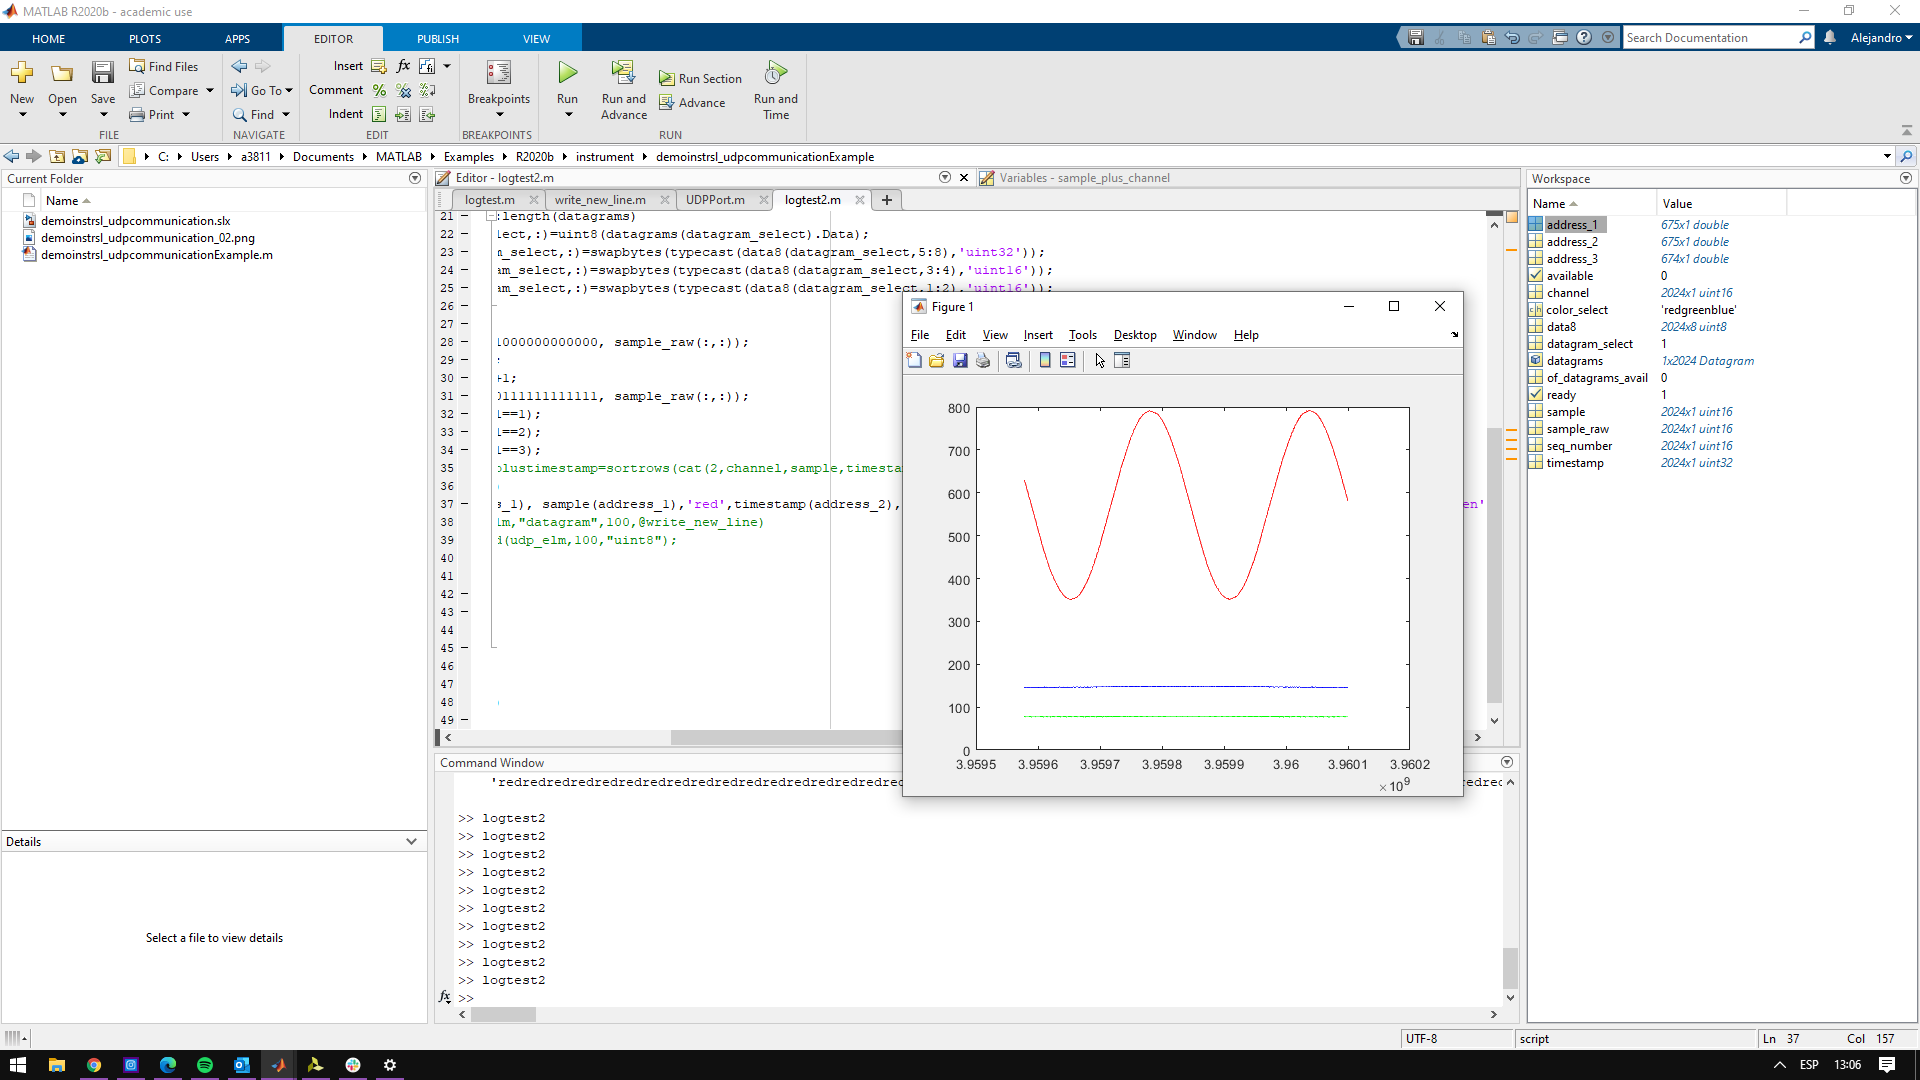 MATLAB R2020b - academic use
HOME PLOTS APPS EDITOR PUBLISH VIEW Search Documentation Alejandro
New Open Save Find Files Compare Print
Go To Find
Insert fx
Comment
Indent
Breakpoints Run Run and Advance Run Section Advance Run and Time
FILE NAVIGATE EDIT BREAKPOINTS RUN
C: Users a3811 Documents MATLAB Examples R2020b instrument demoinstrsl_udpcommunicationExample
Current Folder
Name
demoinstrsl_udpcommunication.slx
demoinstrsl_udpcommunication_02.png
demoinstrsl_udpcommunicationExample.m
Details
Select a file to view details
Editor - logtest2.m Variables - sample_plus_channel
logtest.m write_new_line.m UDPPort.m logtest2.m
21 :length(datagrams)
22 lect,:)=uint8(datagrams(datagram_select).Data);
23 m_select,:)=swapbytes(typecast(data8(datagram_select,5:8),'uint32'));
24 am_select,:)=swapbytes(typecast(data8(datagram_select,3:4),'uint16'));
25 am_select,:)=swapbytes(typecast(data8(datagram_select,1:2),'uint16'));
26
27
28 1000000000000, sample_raw(:,:));
29 ;
30 +1;
31 0111111111111, sample_raw(:,:));
32 l==1);
33 l==2);
34 l==3);
35 plustimestamp=sortrows(cat(2,channel,sample,timesta
36
37 s_1), sample(address_1),'red',timestamp(address_2), en'
38 lm,"datagram",100,@write_new_line)
39 d(udp_elm,100,"uint8");
40
41
42
43
44
45
46
47
48
49
Figure 1
File Edit View Insert Tools Desktop Window Help
800
700
600
500
400
300
200
100
0
3.9595 3.9596 3.9597 3.9598 3.9599 3.96 3.9601 3.9602
×10⁹
Command Window
'redredredredredredredredredredredredredredredredredredred edrec
>> logtest2
>> logtest2
>> logtest2
>> logtest2
>> logtest2
>> logtest2
>> logtest2
>> logtest2
>> logtest2
>> logtest2
fx >>
Workspace
Name Value
address_1 675x1 double
address_2 675x1 double
address_3 674x1 double
available 0
channel 2024x1 uint16
color_select 'redgreenblue'
data8 2024x8 uint8
datagram_select 1
datagrams 1x2024 Datagram
of_datagrams_avail 0
ready 1
sample 2024x1 uint16
sample_raw 2024x1 uint16
seq_number 2024x1 uint16
timestamp 2024x1 uint32
UTF-8 script Ln 37 Col 157
ESP 13:06